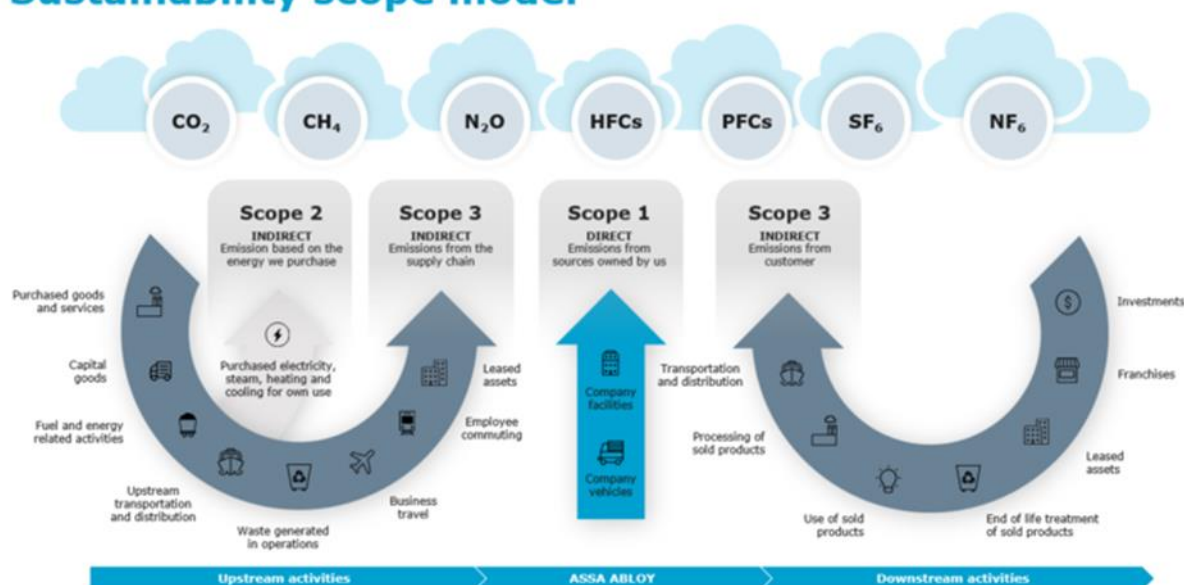 Sustainability scope model
CO₂
CH₄
N₂O
HFCs
PFCs
SF₆
NF₆
Scope 2
INDIRECT
Emission based on the
energy we purchase
Scope 3
INDIRECT
Emissions from the
supply chain
Scope 1
DIRECT
Emissions from
sources owned by us
Scope 3
INDIRECT
Emissions from
customer
Purchased goods
and services
Capital
goods
Fuel and energy
related activities
Upstream
transportation
and distribution
Waste generated
in operations
Business
travel
Employee
commuting
Leased
assets
Purchased electricity,
steam, heating and
cooling for own use
Company
facilities
Company
vehicles
Transportation
and distribution
Processing of
sold products
Use of sold
products
End of life treatment
of sold products
Leased
assets
Franchises
$
Investments
Upstream activities
ASSA ABLOY
Downstream activities